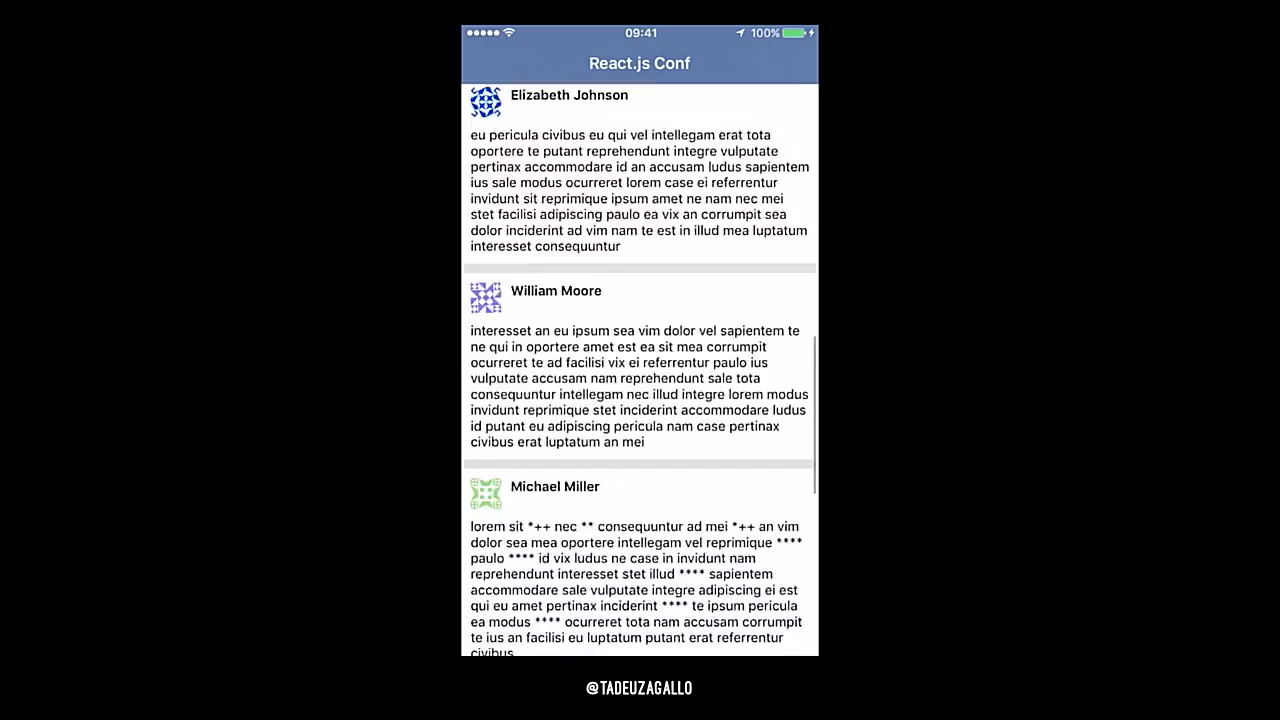 09:41
100%
React.js Conf
Elizabeth Johnson
eu pericula civibus eu qui vel intellegam erat tota
oportere te putant reprehendunt integre vulputate
pertinax accommodare id an accusam ludus sapientem
ius sale modus ocurreret lorem case ei referrentur
invidunt sit reprimique ipsum amet ne nam nec mei
stet facilisi adipiscing paulo ea vix an corrumpit sea
dolor inciderint ad vim nam te est in illud mea luptatum
interesset consequuntur
William Moore
interesset an eu ipsum sea vim dolor vel sapientem te
ne qui in oportere amet est ea sit mea corrumpit
ocurreret te ad facilisi vix ei referrentur paulo ius
vulputate accusam nam reprehendunt sale tota
consequuntur intellegam nec illud integre lorem modus
invidunt reprimique stet inciderint accommodare ludus
id putant eu adipiscing pericula nam case pertinax
civibus erat luptatum an mei
Michael Miller
lorem sit *++ nec ** consequuntur ad mei *++ an vim
dolor sea mea oportere intellegam vel reprimique ****
paulo **** id vix ludus ne case in invidunt nam
reprehendunt interesset stet illud **** sapientem
accommodare sale vulputate integre adipiscing ei est
qui eu amet pertinax inciderint **** te ipsum pericula
ea modus **** ocurreret tota nam accusam corrumpit
te ius an facilisi eu luptatum putant erat referrentur
civibus
@TADEUZAGALLO